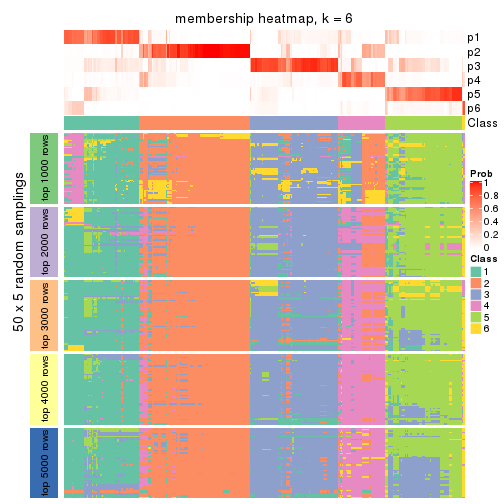 membership heatmap, k = 6
p1
p2
p3
p4
p5
p6
Class
50 x 5 random samplings
top 1000 rows
top 2000 rows
top 3000 rows
top 4000 rows
top 5000 rows
Prob
1
0.8
0.6
0.4
0.2
0
Class
1
2
3
4
5
6